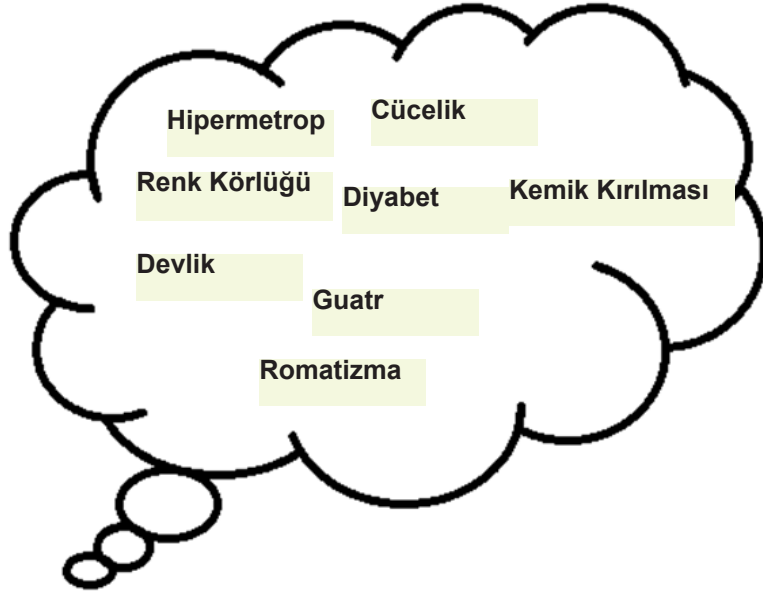 Hipermetrop
Cücelik
Renk Körlüğü
Diyabet
Kemik Kırılması
Devlik
Guatr
Romatizma